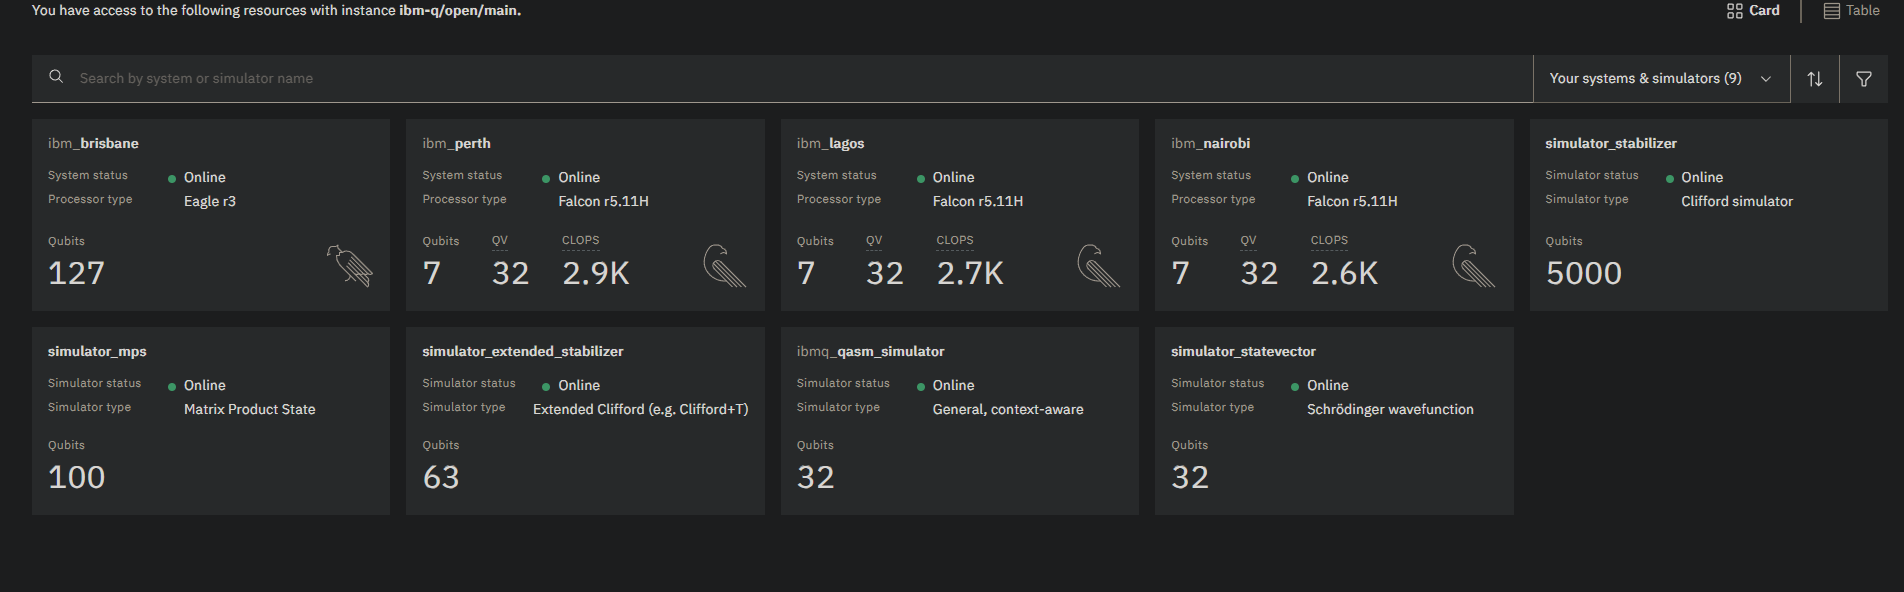 You have access to the following resources with instance ibm-q/open/main.
Card
Table
Search by system or simulator name
Your systems & simulators (9)
ibm_brisbane
System status
Online
Processor type
Eagle r3
Qubits
127
ibm_perth
System status
Online
Processor type
Falcon r5.11H
Qubits QV CLOPS
7 32 2.9K
ibm_lagos
System status
Online
Processor type
Falcon r5.11H
Qubits QV CLOPS
7 32 2.7K
ibm_nairobi
System status
Online
Processor type
Falcon r5.11H
Qubits QV CLOPS
7 32 2.6K
simulator_stabilizer
Simulator status
Online
Simulator type
Clifford simulator
Qubits
5000
simulator_mps
Simulator status
Online
Simulator type
Matrix Product State
Qubits
100
simulator_extended_stabilizer
Simulator status
Online
Simulator type
Extended Clifford (e.g. Clifford+T)
Qubits
63
ibmq_qasm_simulator
Simulator status
Online
Simulator type
General, context-aware
Qubits
32
simulator_statevector
Simulator status
Online
Simulator type
Schrödinger wavefunction
Qubits
32